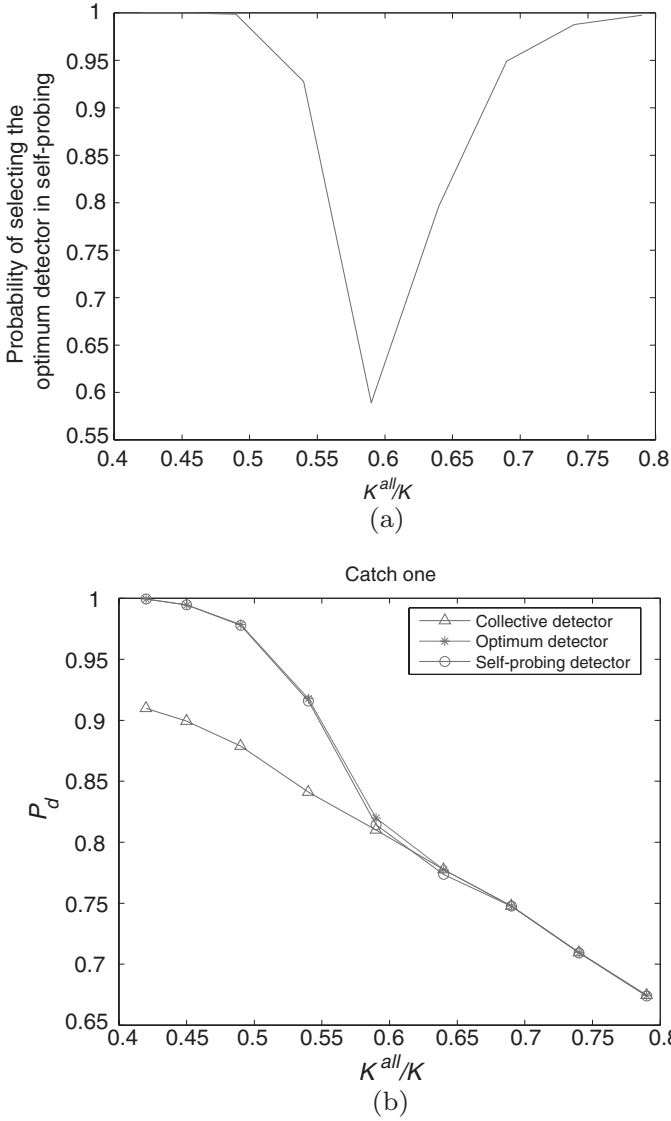 Probability of selecting the
optimum detector in self-probing
1
0.95
0.9
0.85
0.8
0.75
0.7
0.65
0.6
0.55
0.4 0.45 0.5 0.55 0.6 0.65 0.7 0.75 0.8
K^all/K
(a)
Catch one
Collective detector
Optimum detector
Self-probing detector
P_d
1
0.95
0.9
0.85
0.8
0.75
0.7
0.65
0.4 0.45 0.5 0.55 0.6 0.65 0.7 0.75 0.8
K^all/K
(b)